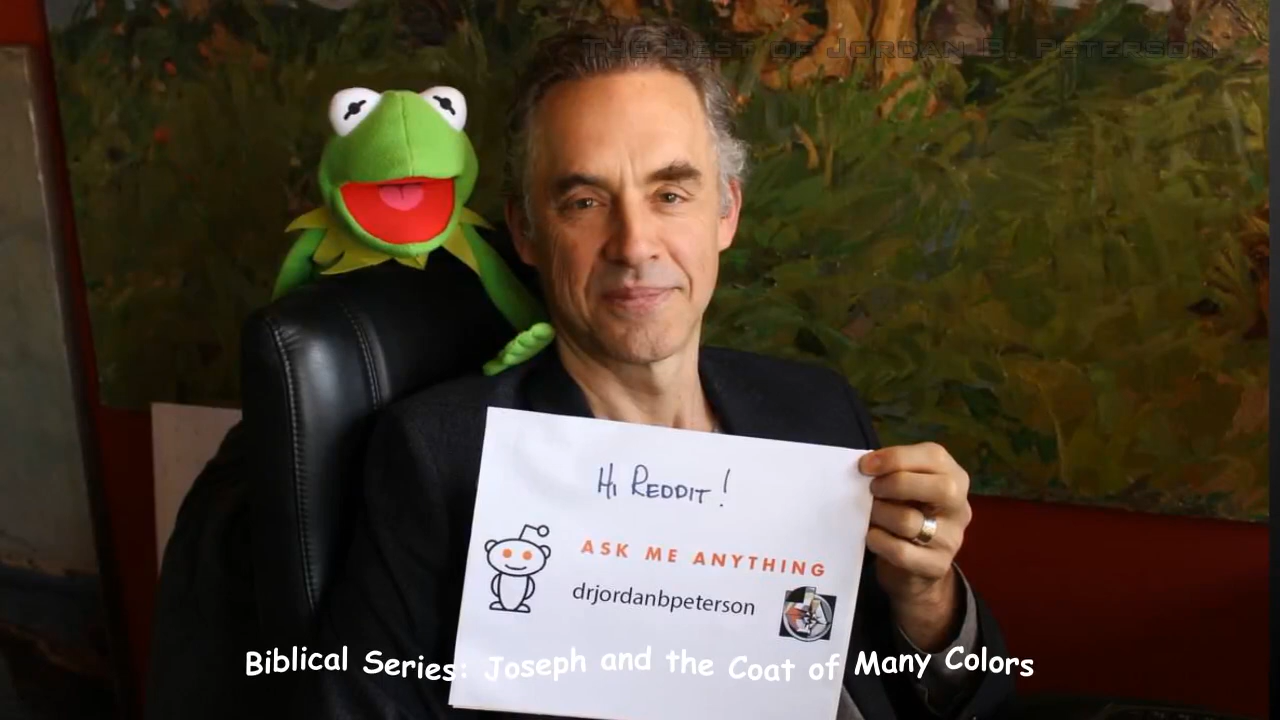 The Best of Jordan B. Peterson
Hi REDDIT!
ASK ME ANYTHING
drjordanbpeterson
Biblical Series: Joseph and the Coat of Many Colors